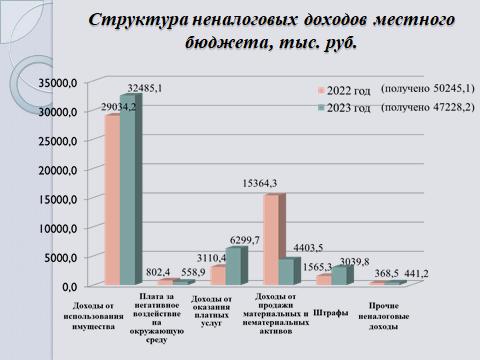 Структура неналоговых доходов местного
бюджета, тыс. руб.
35000,0
30000,0
25000,0
20000,0
15000,0
10000,0
5000,0
0,0
29034,2
32485,1
802,4
558,9
3110,4
6299,7
15364,3
4403,5
1565,3
3039,8
368,5
441,2
2022 год (получено 50245,1)
2023 год (получено 47228,2)
Доходы от
использования
имущества
Плата за
негативное
воздействие
на
окружающую
среду
Доходы от
оказания
платных
услуг
Доходы от
продажи
материальных и
нематериальных
активов
Штрафы
Прочие
неналоговые
доходы